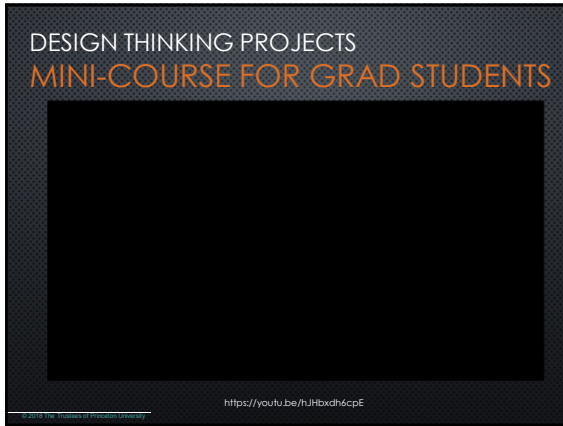 DESIGN THINKING PROJECTS
MINI-COURSE FOR GRAD STUDENTS
https://youtu.be/hJHbxdh6cpE
© 2018 The Trustees of Princeton University